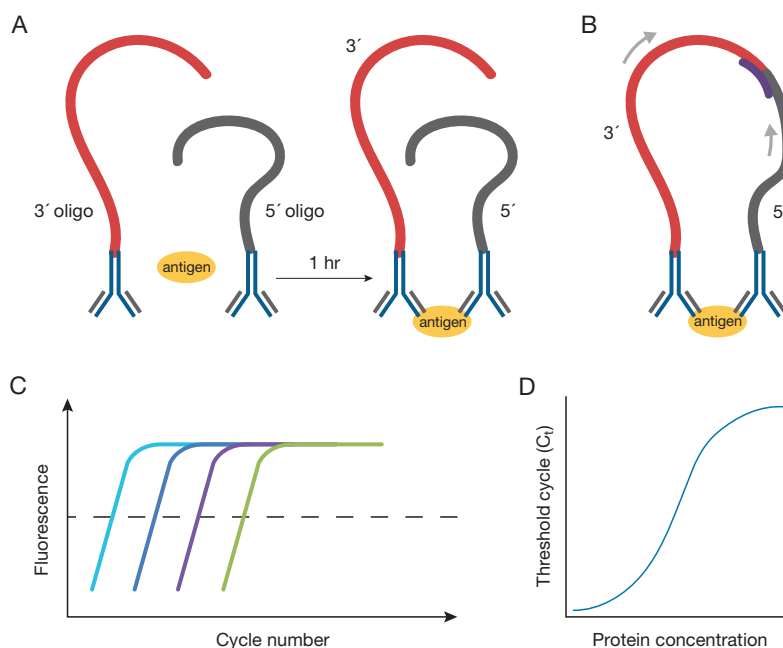 A
B
3´
3´
3´ oligo
5´ oligo
5´
5
antigen
1 hr
antigen
antigen
C
D
Fluorescence
Cycle number
Threshold cycle (Ct)
Protein concentration